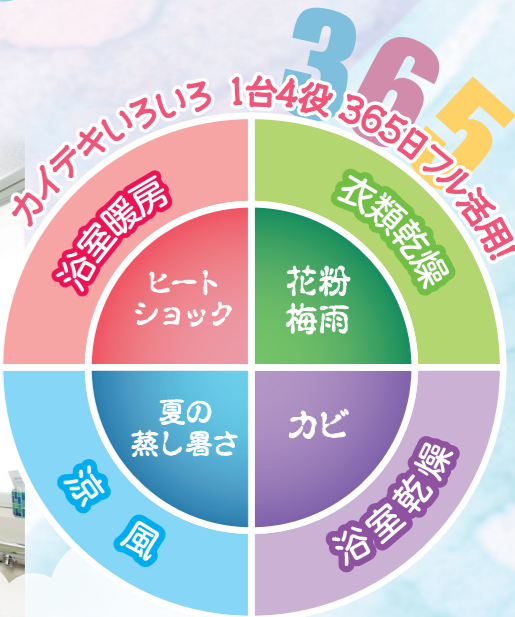 365
カイテキいろいろ 1台4役 365日フル活用!
浴室暖房
衣類乾燥
ヒート
ショック
花粉
梅雨
夏の
蒸し暑さ
カビ
涼風
浴室乾燥